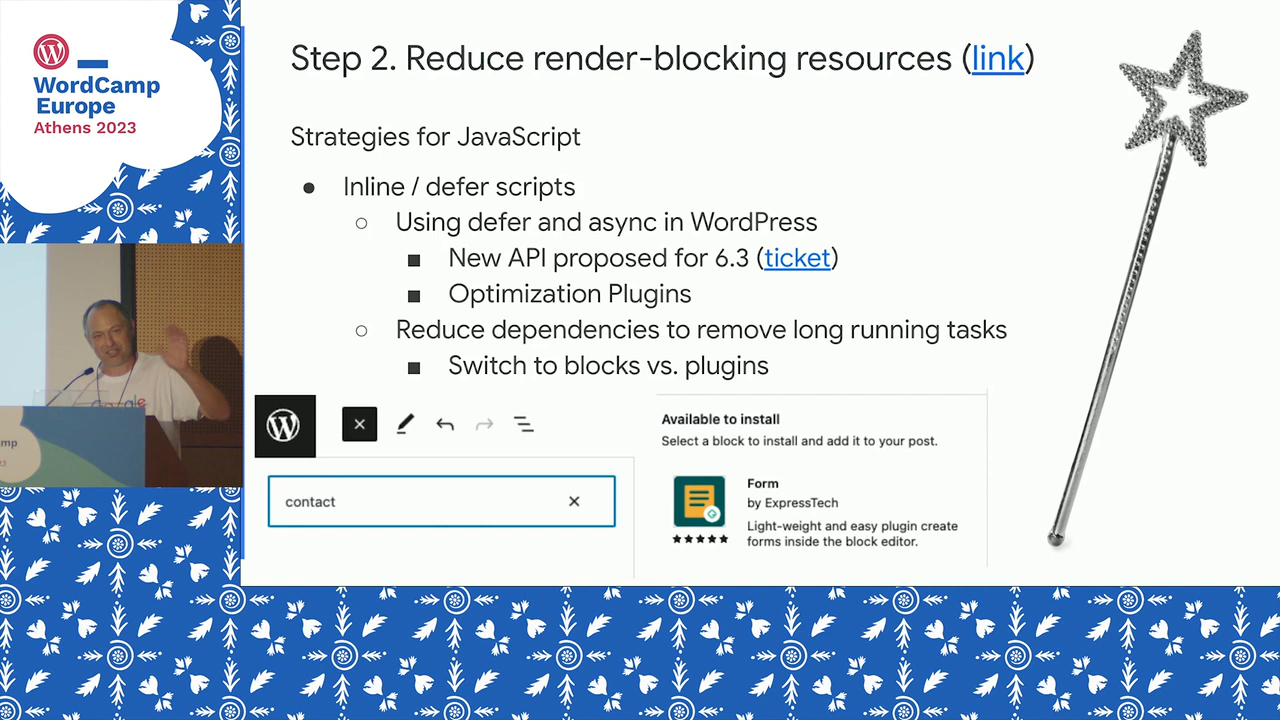 WordCamp
Europe
Athens 2023
Step 2. Reduce render-blocking resources (link)
Strategies for JavaScript
● Inline / defer scripts
○ Using defer and async in WordPress
■ New API proposed for 6.3 (ticket)
■ Optimization Plugins
○ Reduce dependencies to remove long running tasks
■ Switch to blocks vs. plugins
contact
Available to install
Select a block to install and add it to your post.
Form
by ExpressTech
Light-weight and easy plugin create
forms inside the block editor.
Google